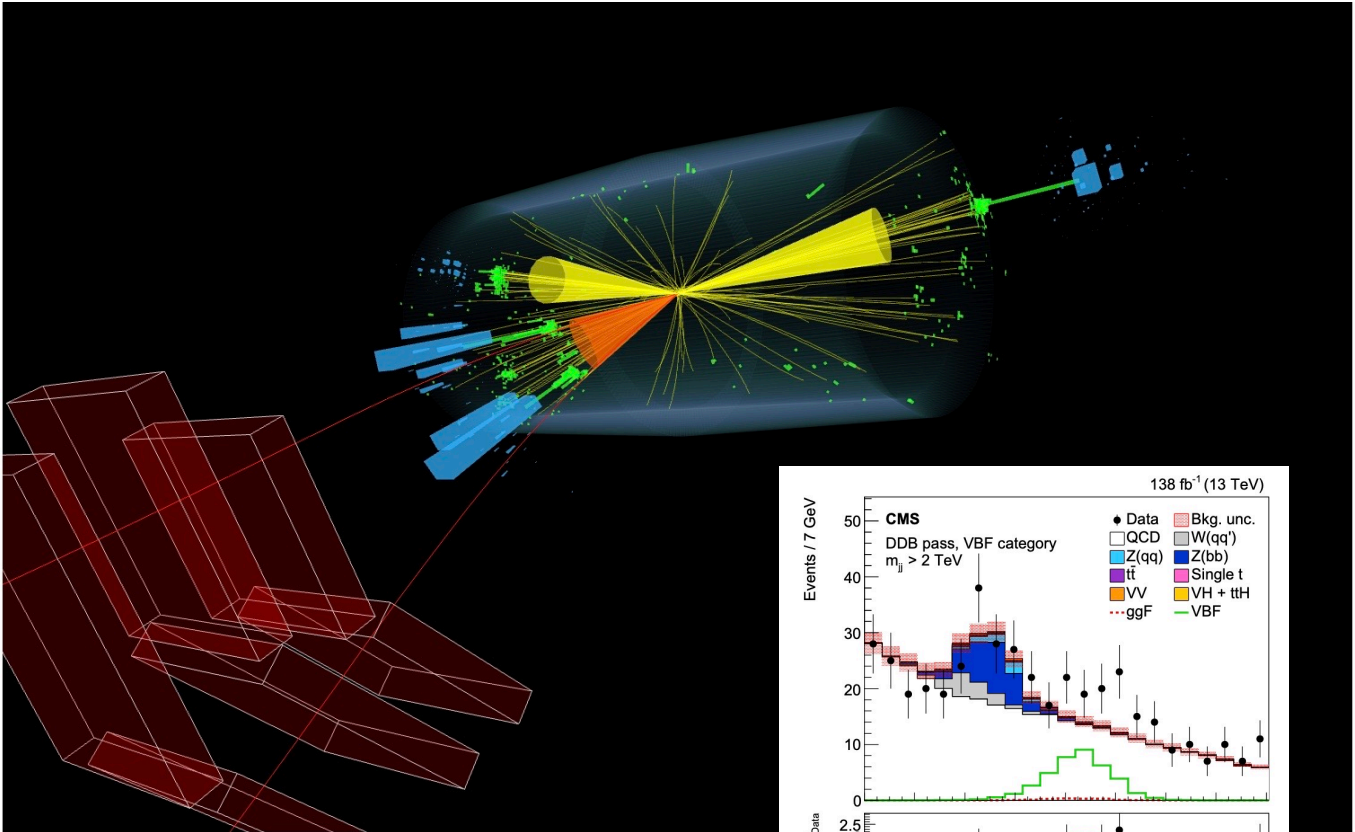 138 fb-1 (13 TeV)
Events / 7 GeV
50
40
30
20
10
0
CMS
DDB pass, VBF category
mjj > 2 TeV
Data
Bkg. unc.
QCD
W(qq')
Z(qq)
Z(bb)
tt̄
Single t
VV
VH + ttH
ggF
VBF
Data
2.5